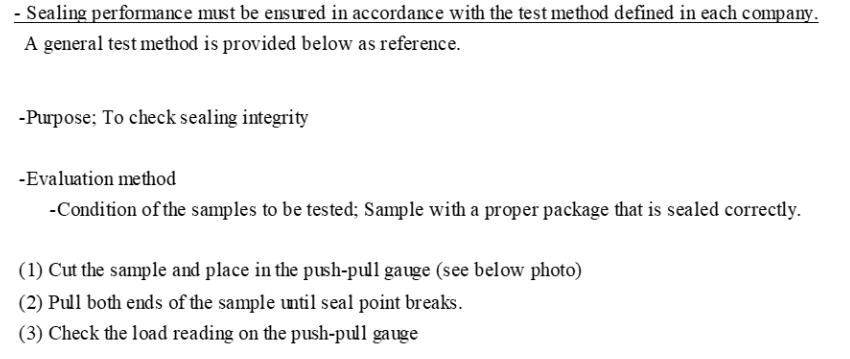 - Sealing performance must be ensured in accordance with the test method defined in each company.
A general test method is provided below as reference.
-Purpose; To check sealing integrity
-Evaluation method
-Condition of the samples to be tested; Sample with a proper package that is sealed correctly.
(1) Cut the sample and place in the push-pull gauge (see below photo)
(2) Pull both ends of the sample until seal point breaks.
(3) Check the load reading on the push-pull gauge